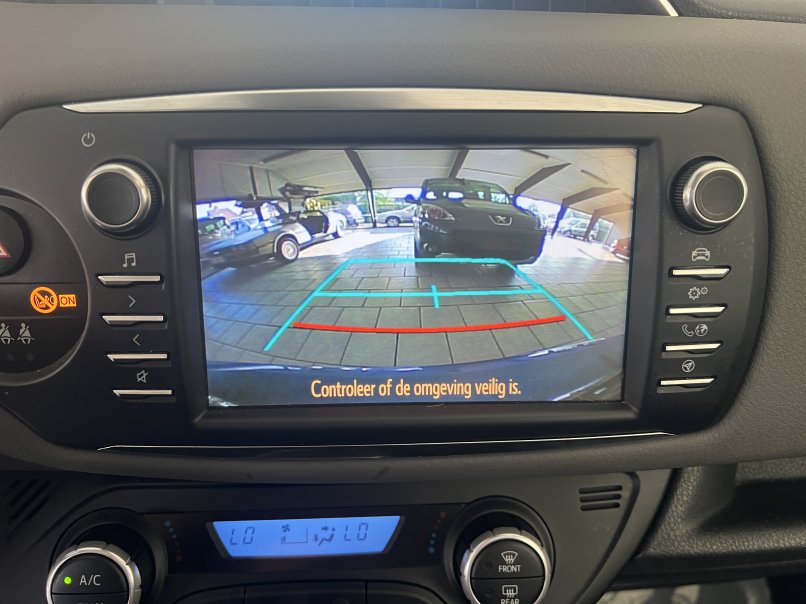 ON
Controleer of de omgeving veilig is.
LO LO
A/C
FRONT
REAR